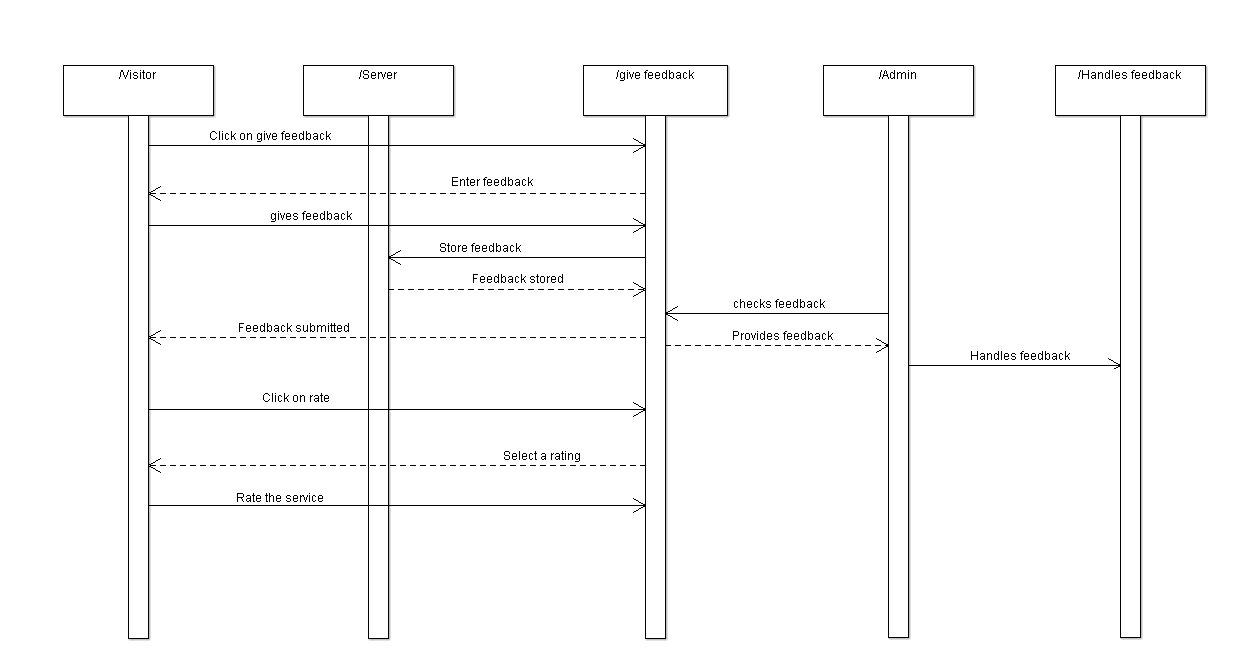 /Visitor
/Server
/give feedback
/Admin
/Handles feedback
Click on give feedback
Enter feedback
gives feedback
Store feedback
Feedback stored
checks feedback
Feedback submitted
Provides feedback
Handles feedback
Click on rate
Select a rating
Rate the service